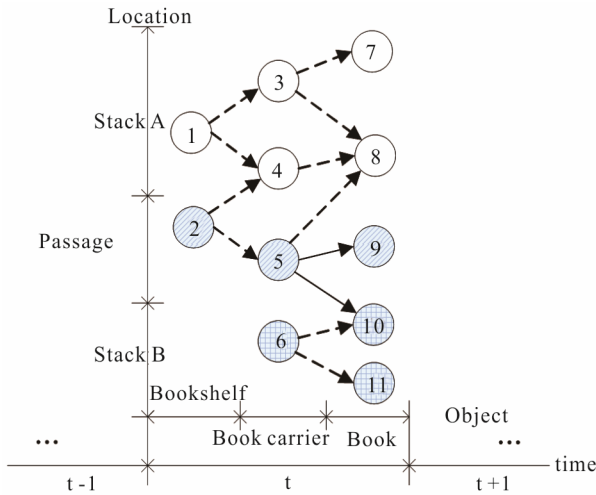 Location
7
3
Stack A
1
8
4
2
Passage
9
5
10
6
Stack B
11
Bookshelf
Object
... Book carrier Book ...
time
t -1 t t +1